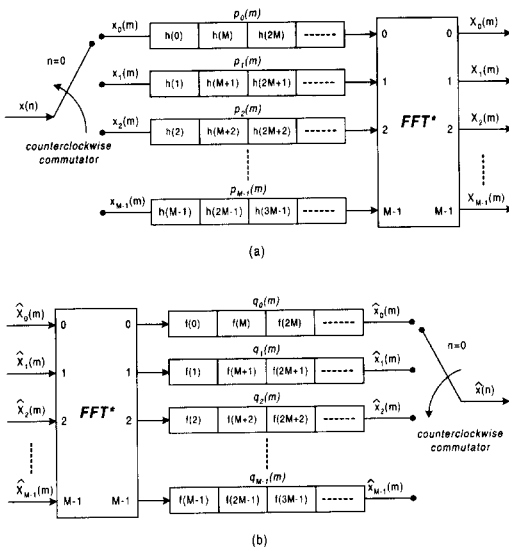 p₀(m)
x₀(m) h(0) h(M) h(2M) 0 0 X₀(m)
n=0
p₁(m)
x₁(m) h(1) h(M+1) h(2M+1) 1 1 X₁(m)
x(n)
p₂(m)
x₂(m) h(2) h(M+2) h(2M+2) 2 FFT* 2 X₂(m)
counterclockwise
commutator
pM-1(m)
xM-1(m) h(M-1) h(2M-1) h(3M-1) M-1 M-1 XM-1(m)
(a)
q₀(m)
X̂₀(m) 0 0 f(0) f(M) f(2M) x̂₀(m)
n=0
q₁(m)
X̂₁(m) 1 1 f(1) f(M+1) f(2M+1) x̂₁(m)
x̂(n)
q₂(m)
X̂₂(m) 2 FFT* 2 f(2) f(M+2) f(2M+2) x̂₂(m)
counterclockwise
commutator
qM-1(m)
X̂M-1(m) M-1 M-1 f(M-1) f(2M-1) f(3M-1) x̂M-1(m)
(b)